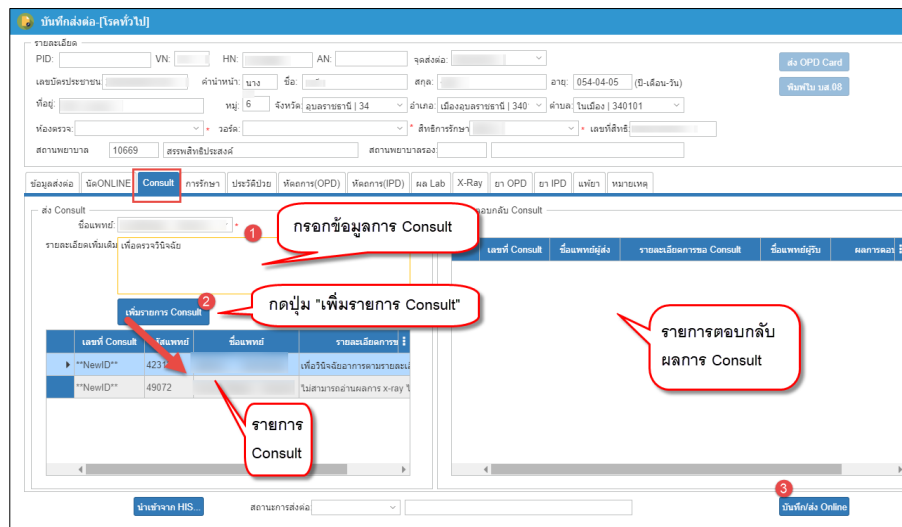 บันทึกส่งต่อ-[โรคทั่วไป]
รายละเอียด
PID: VN: HN: AN: จุดส่งต่อ: ส่ง OPD Card
เลขบัตรประชาชน: คำนำหน้า: นาง ชื่อ: สกุล: อายุ: 054-04-05 (ปี-เดือน-วัน) พิมพ์ใบ บส.08
ที่อยู่: หมู่: 6 จังหวัด: อุบลราชธานี | 34 อำเภอ: เมืองอุบลราชธานี | 340 ตำบล: ในเมือง | 340101
ห้องตรวจ: * วอร์ด: * สิทธิการรักษา * เลขที่สิทธิ:
สถานพยาบาล 10669 สรรพสิทธิประสงค์ สถานพยาบาลรอง:
ข้อมูลส่งต่อ นัดONLINE Consult การรักษา ประวัติป่วย หัตถการ(OPD) หัตถการ(IPD) ผล Lab X-Ray ยา OPD ยา IPD แพ้ยา หมายเหตุ
ส่ง Consult อบกลับ Consult
ชื่อแพทย์: * 1 กรอกข้อมูลการ Consult
รายละเอียดเพิ่มเติม เพื่อตรวจวินิจฉัย
เลขที่ Consult ชื่อแพทย์ผู้ส่ง รายละเอียดการขอ Consult ชื่อแพทย์ผู้รับ ผลการตอบ
เพิ่มรายการ Consult 2 กดปุ่ม "เพิ่มรายการ Consult"
รายการตอบกลับ
ผลการ Consult
เลขที่ Consult รหัสแพทย์ ชื่อแพทย์ รายละเอียดการข
**NewID** 4231 เพื่อวินิจฉัยอาการตามรายละเอี
**NewID** 49072 ไม่สามารถอ่านผลการ x-ray
รายการ
Consult
3
นำเข้าจาก HIS... สถานะการส่งต่อ บันทึก/ส่ง Online